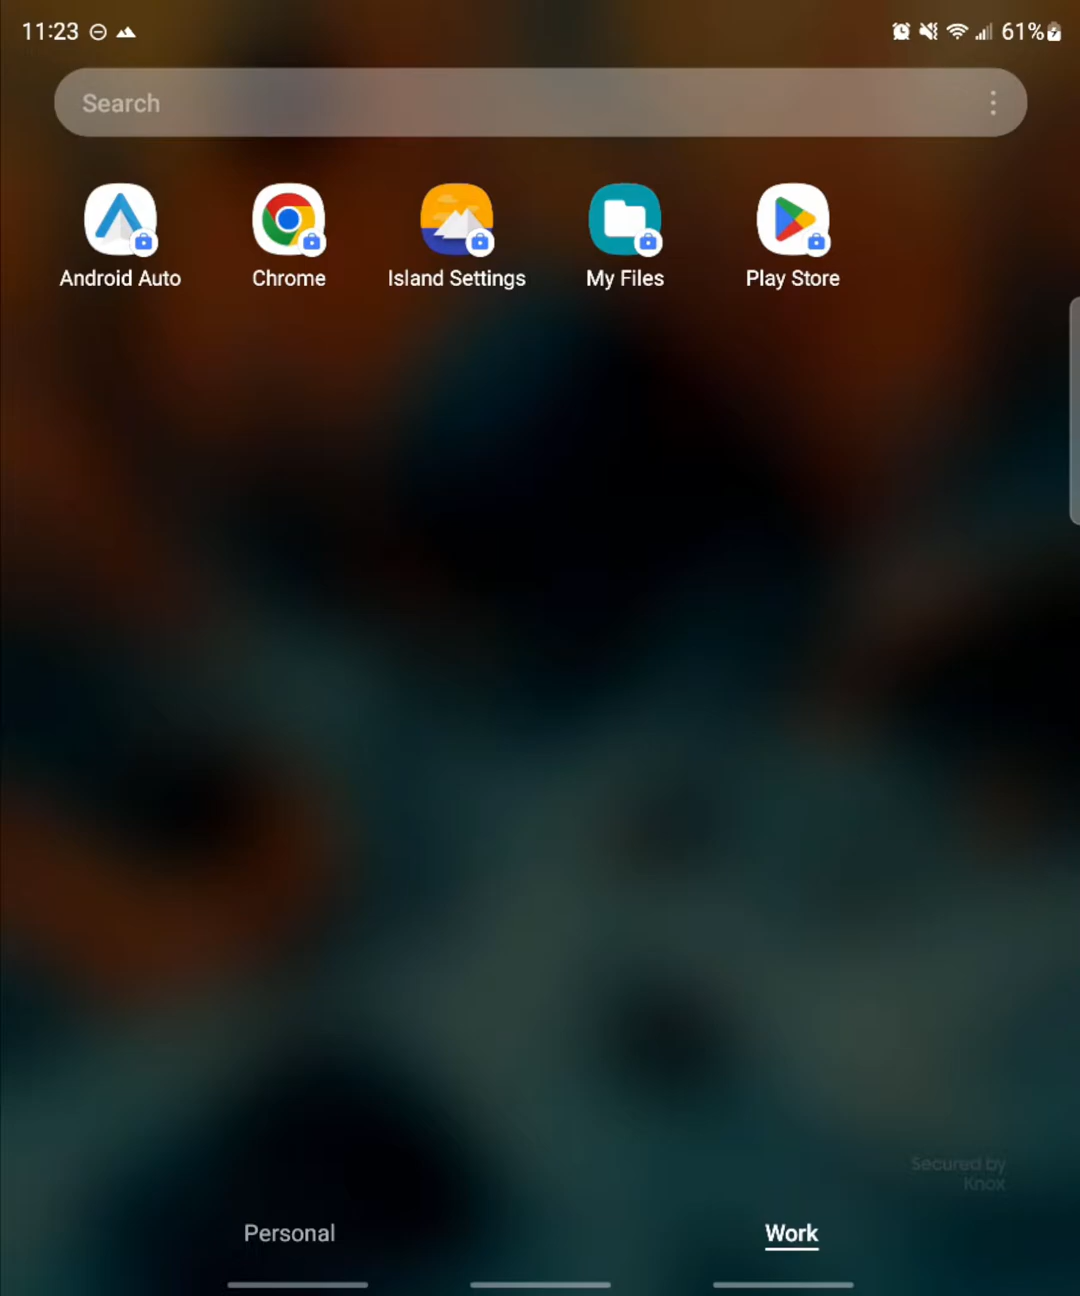 11:23
61%
Search
Android Auto
Chrome
Island Settings
My Files
Play Store
Secured by
Knox
Personal
Work